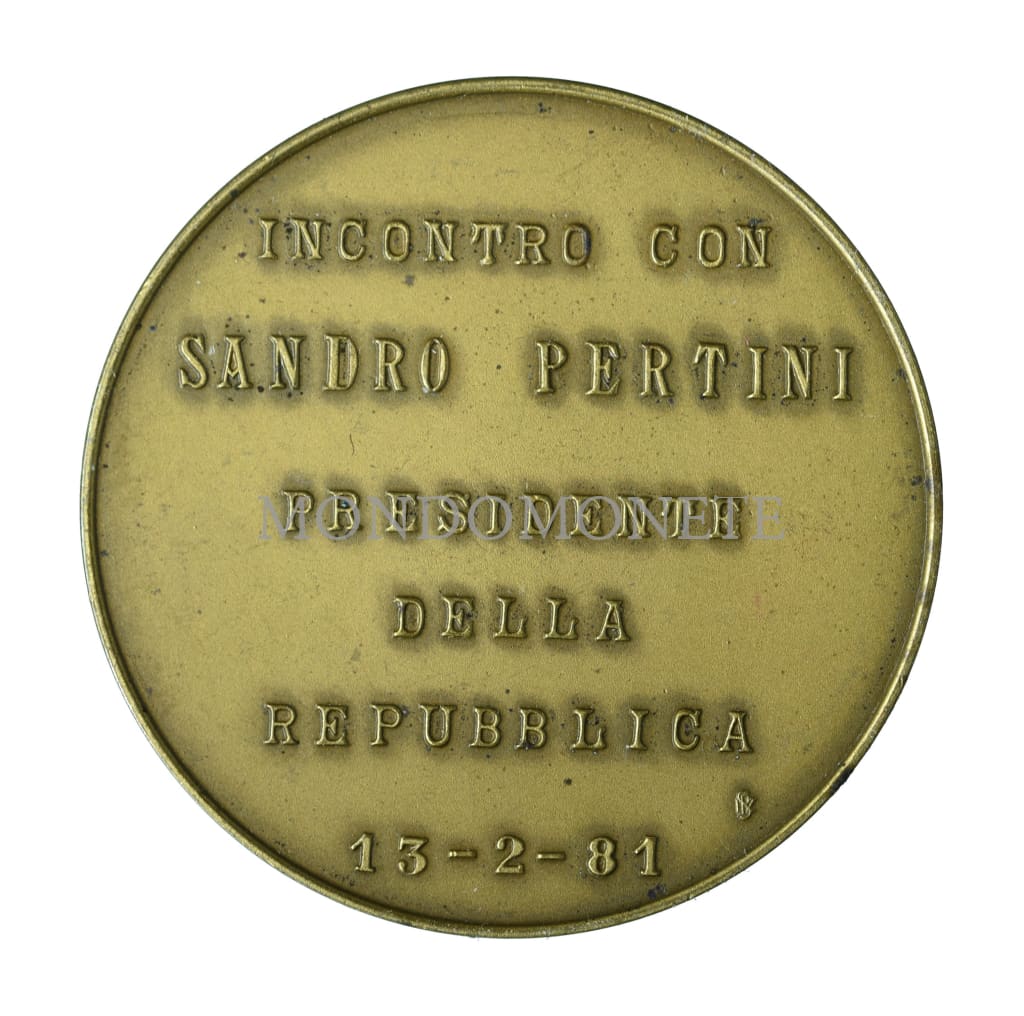 INCONTRO CON
SANDRO PERTINI
PRESIDENTE
MONDOMONETE
DELLA
REPUBBLICA
13-2-81